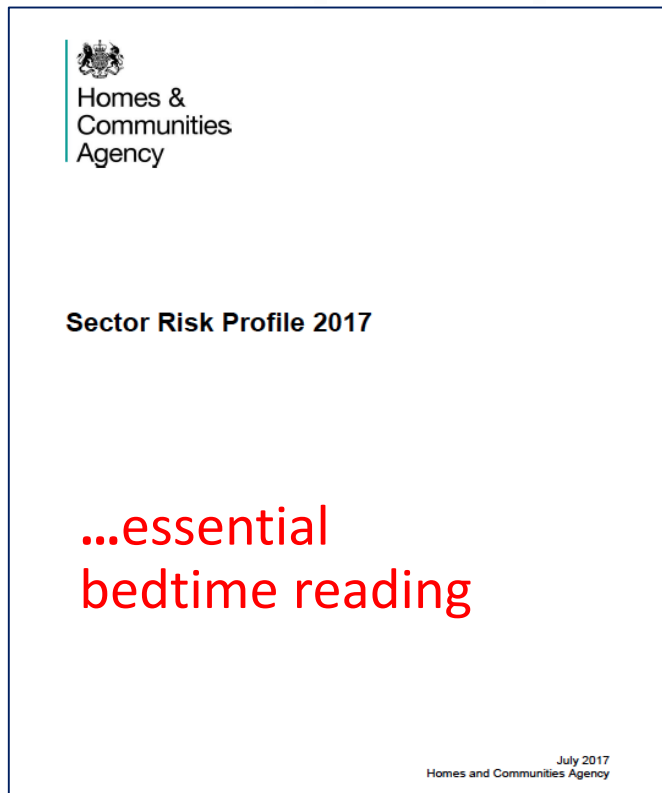 Homes &
Communities
Agency
Sector Risk Profile 2017
...essential
bedtime reading
July 2017
Homes and Communities Agency